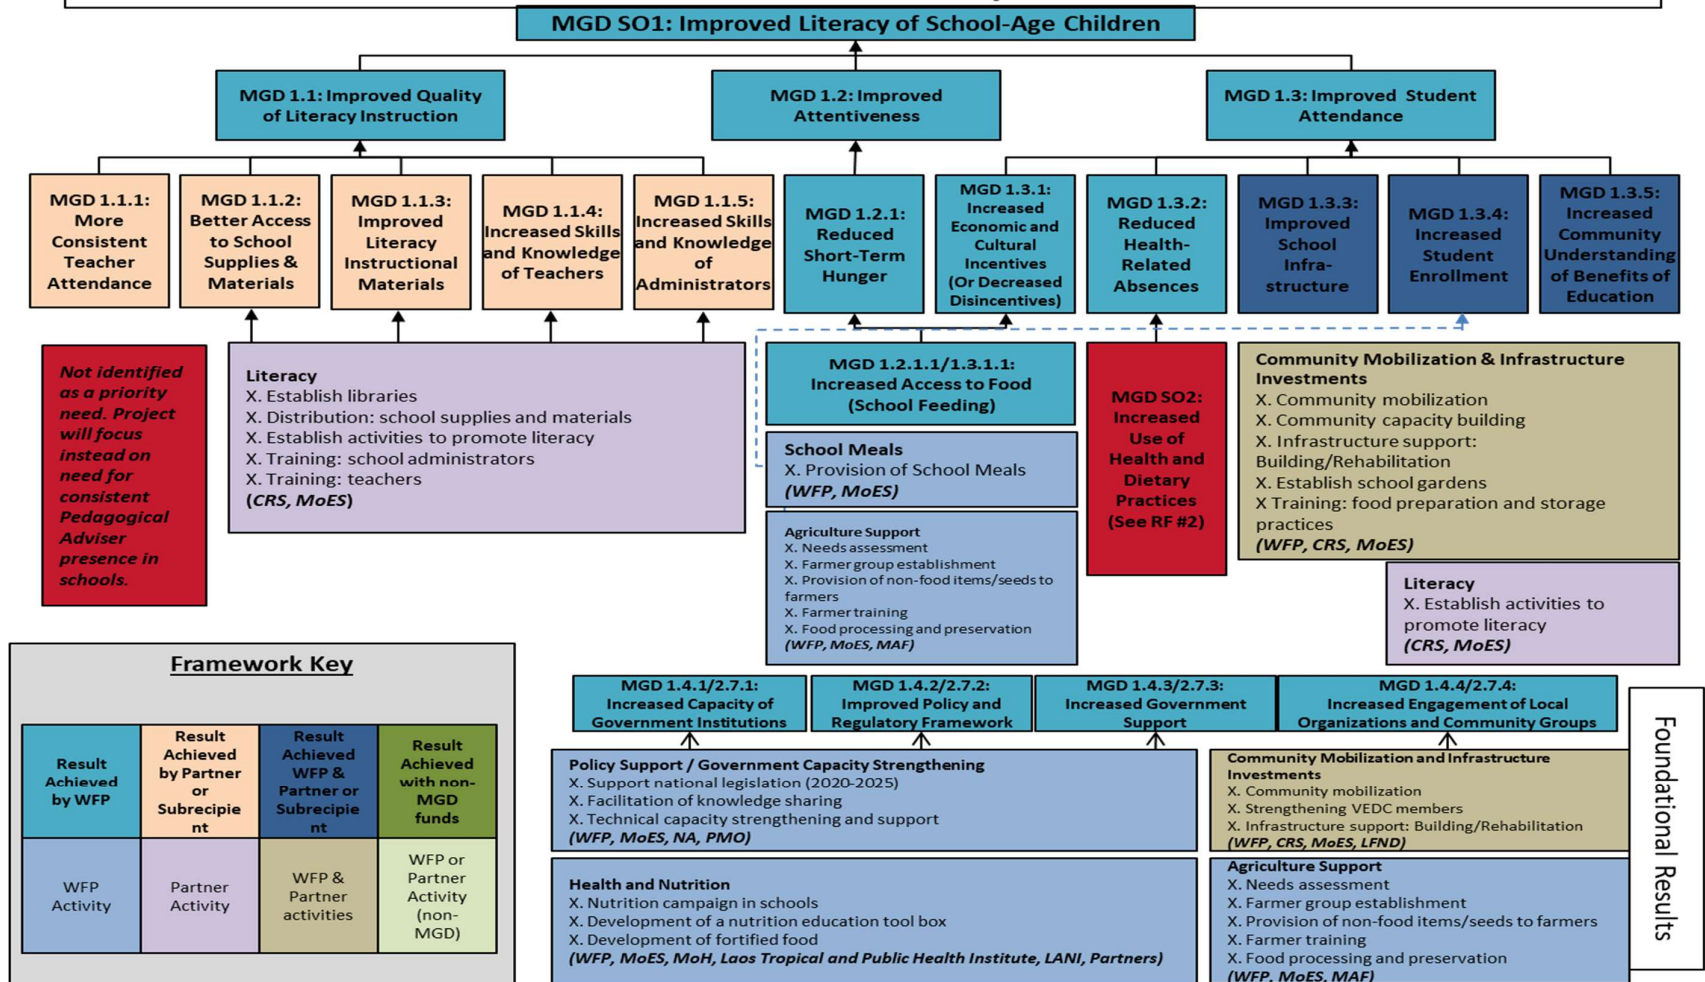 MGD SO1: Improved Literacy of School-Age Children
MGD 1.1: Improved Quality
of Literacy Instruction
MGD 1.2: Improved
Attentiveness
MGD 1.3: Improved Student
Attendance
MGD 1.1.1:
More
Consistent
Teacher
Attendance
MGD 1.1.2:
Better Access
to School
Supplies &
Materials
MGD 1.1.3:
Improved
Literacy
Instructional
Materials
MGD 1.1.4:
Increased Skills
and Knowledge
of Teachers
MGD 1.1.5:
Increased Skills
and Knowledge
of
Administrators
MGD 1.2.1:
Reduced
Short-Term
Hunger
MGD 1.3.1:
Increased
Economic and
Cultural
Incentives
(Or Decreased
Disincentives)
MGD 1.3.2:
Reduced
Health-
Related
Absences
MGD 1.3.3:
Improved
School
Infra-
structure
MGD 1.3.4:
Increased
Student
Enrollment
MGD 1.3.5:
Increased
Community
Understanding
of Benefits of
Education
Not identified
as a priority
need. Project
will focus
instead on
need for
consistent
Pedagogical
Adviser
presence in
schools.
Literacy
X. Establish libraries
X. Distribution: school supplies and materials
X. Establish activities to promote literacy
X. Training: school administrators
X. Training: teachers
(CRS, MoES)
MGD 1.2.1.1/1.3.1.1:
Increased Access to Food
(School Feeding)
School Meals
X. Provision of School Meals
(WFP, MoES)
Agriculture Support
X. Needs assessment
X. Farmer group establishment
X. Provision of non-food items/seeds to
farmers
X. Farmer training
X. Food processing and preservation
(WFP, MoES, MAF)
MGD SO2:
Increased
Use of
Health and
Dietary
Practices
(See RF #2)
Community Mobilization & Infrastructure
Investments
X. Community mobilization
X. Community capacity building
X. Infrastructure support:
Building/Rehabilitation
X. Establish school gardens
X Training: food preparation and storage
practices
(WFP, CRS, MoES)
Literacy
X. Establish activities to
promote literacy
(CRS, MoES)
Framework Key
Result
Achieved
by WFP
Result
Achieved
by Partner
or
Subrecipie
nt
Result
Achieved
WFP &
Partner or
Subrecipie
nt
Result
Achieved
with non-
MGD
funds
WFP
Activity
Partner
Activity
WFP &
Partner
activities
WFP or
Partner
Activity
(non-
MGD)
MGD 1.4.1/2.7.1:
Increased Capacity of
Government Institutions
MGD 1.4.2/2.7.2:
Improved Policy and
Regulatory Framework
MGD 1.4.3/2.7.3:
Increased Government
Support
MGD 1.4.4/2.7.4:
Increased Engagement of Local
Organizations and Community Groups
Policy Support / Government Capacity Strengthening
X. Support national legislation (2020-2025)
X. Facilitation of knowledge sharing
X. Technical capacity strengthening and support
(WFP, MoES, NA, PMO)
Community Mobilization and Infrastructure
Investments
X. Community mobilization
X. Strengthening VEDC members
X. Infrastructure support: Building/Rehabilitation
(WFP, CRS, MoES, LFND)
Health and Nutrition
X. Nutrition campaign in schools
X. Development of a nutrition education tool box
X. Development of fortified food
(WFP, MoES, MoH, Laos Tropical and Public Health Institute, LANI, Partners)
Agriculture Support
X. Needs assessment
X. Farmer group establishment
X. Provision of non-food items/seeds to farmers
X. Farmer training
X. Food processing and preservation
(WFP, MoES, MAF)
Foundational Results